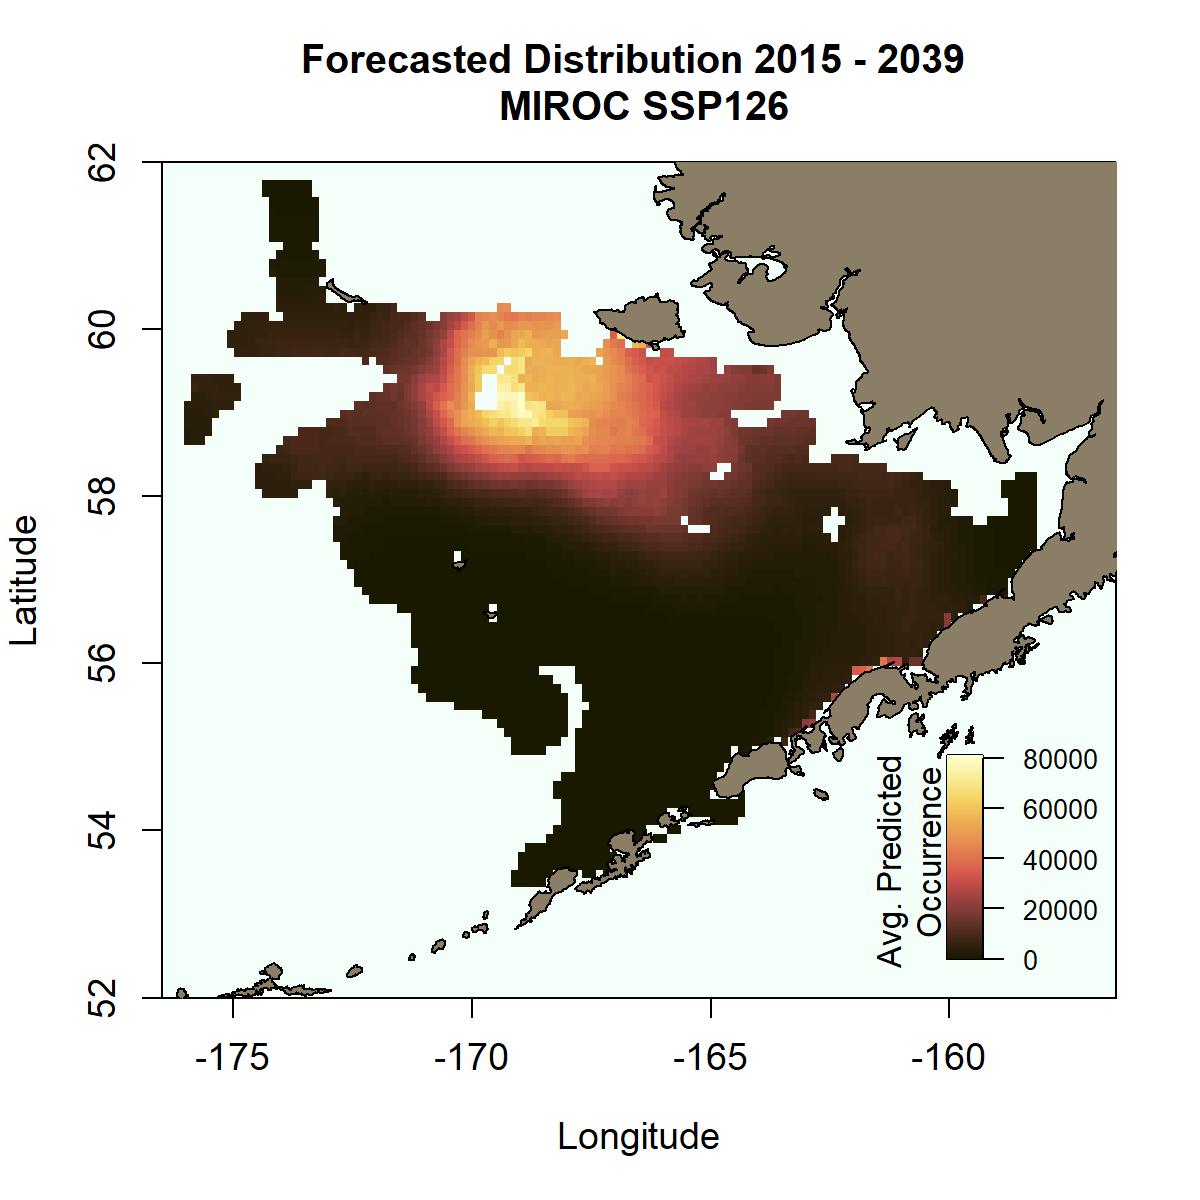 Forecasted Distribution 2015 - 2039
MIROC SSP126
62
60
58
56
54
52
Latitude
-175
-170
-165
-160
Longitude
Avg. Predicted
Occurrence
80000
60000
40000
20000
0